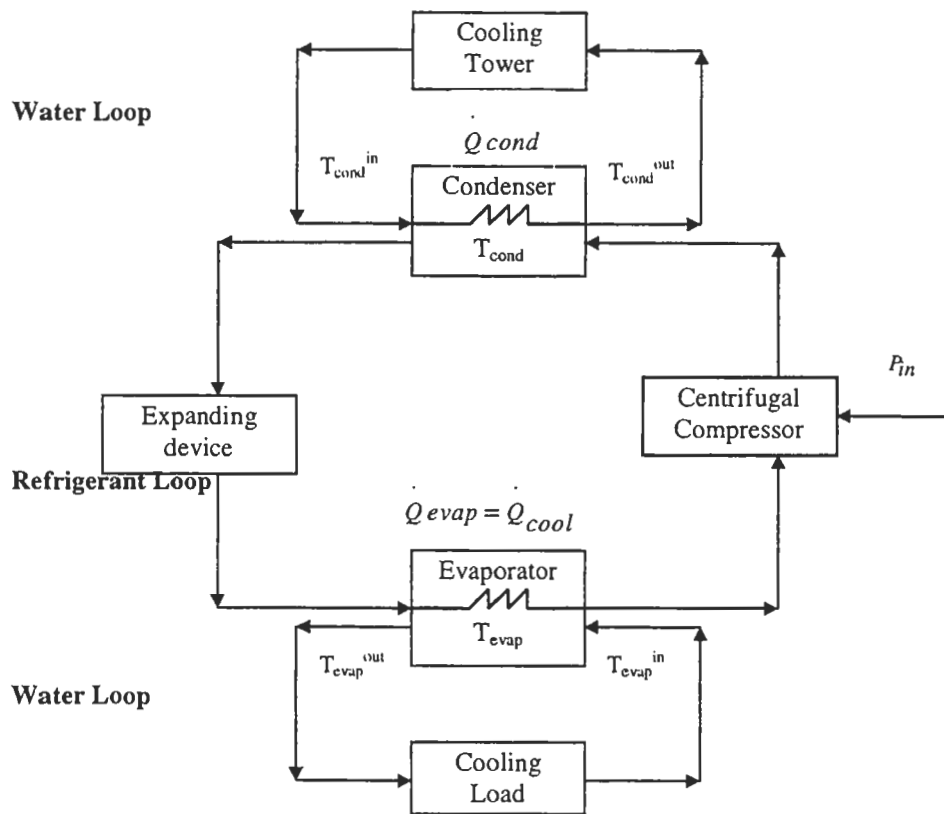 Cooling
Tower
Water Loop
Q̇ cond
T_cond^in
T_cond^out
Condenser
T_cond
P_in
Expanding
device
Centrifugal
Compressor
Refrigerant Loop
Q̇ evap = Q̇_cool
Evaporator
T_evap
T_evap^out
T_evap^in
Water Loop
Cooling
Load